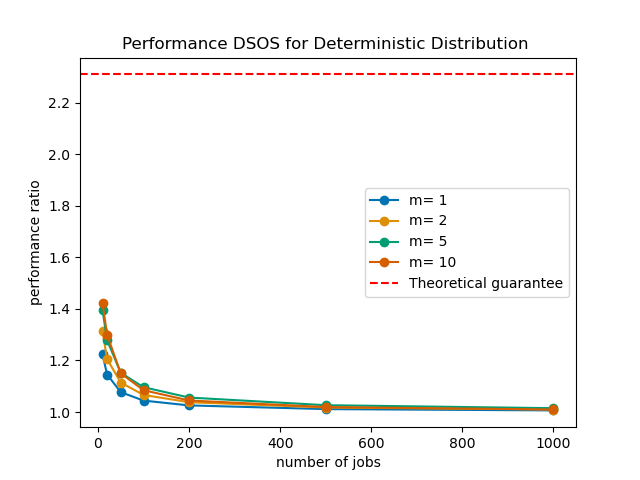 Performance DSOS for Deterministic Distribution
performance ratio
2.2
2.0
1.8
1.6
1.4
1.2
1.0
m= 1
m= 2
m= 5
m= 10
Theoretical guarantee
0 200 400 600 800 1000
number of jobs